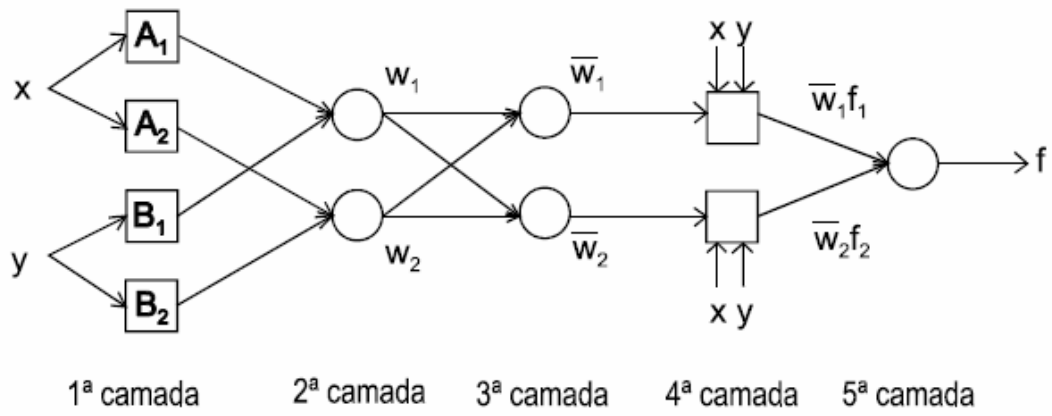 x y
A₁
w₁
w̅₁
x
w̅₁f₁
A₂
f
B₁
y
w₂
w̅₂
w̅₂f₂
B₂
x y
1ª camada 2ª camada 3ª camada 4ª camada 5ª camada